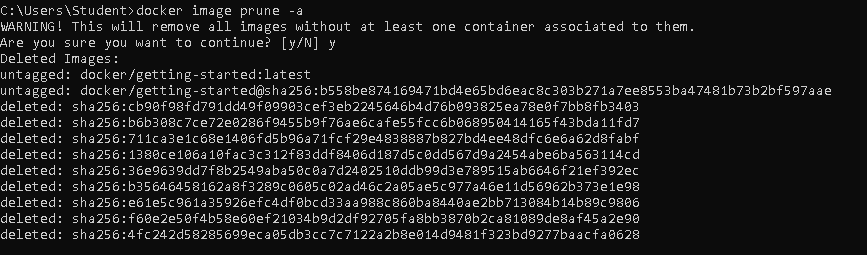 C:\Users\Student>docker image prune -a
WARNING! This will remove all images without at least one container associated to them.
Are you sure you want to continue? [y/N] y
Deleted Images:
untagged: docker/getting-started:latest
untagged: docker/getting-started@sha256:b558be874169471bd4e65bd6eac8c303b271a7ee8553ba47481b73b2bf597aae
deleted: sha256:cb90f98fd791dd49f09903cef3eb2245646b4d76b093825ea78e0f7bb8fb3403
deleted: sha256:b6b308c7ce72e0286f9455b9f76ae6cafe55fcc6b068950414165f43bda11fd7
deleted: sha256:711ca3e1c68e1406fd5b96a71fcf29e4838887b827bd4ee48dfc6e6a62d8fabf
deleted: sha256:1380ce106a10fac3c312f83ddf8406d187d5c0dd567d9a2454abe6ba563114cd
deleted: sha256:36e9639dd7f8b2549aba50c0a7d2402510ddb99d3e789515ab6646f21ef392ec
deleted: sha256:b35646458162a8f3289c0605c02ad46c2a05ae5c977a46e11d56962b373e1e98
deleted: sha256:e61e5c961a35926efc4df0bcd33aa988c860ba8440ae2bb713084b14b89c9806
deleted: sha256:f60e2e50f4b58e60ef21034b9d2df92705fa8bb3870b2ca81089de8af45a2e90
deleted: sha256:4fc242d58285699eca05db3cc7c7122a2b8e014d9481f323bd9277baacfa0628